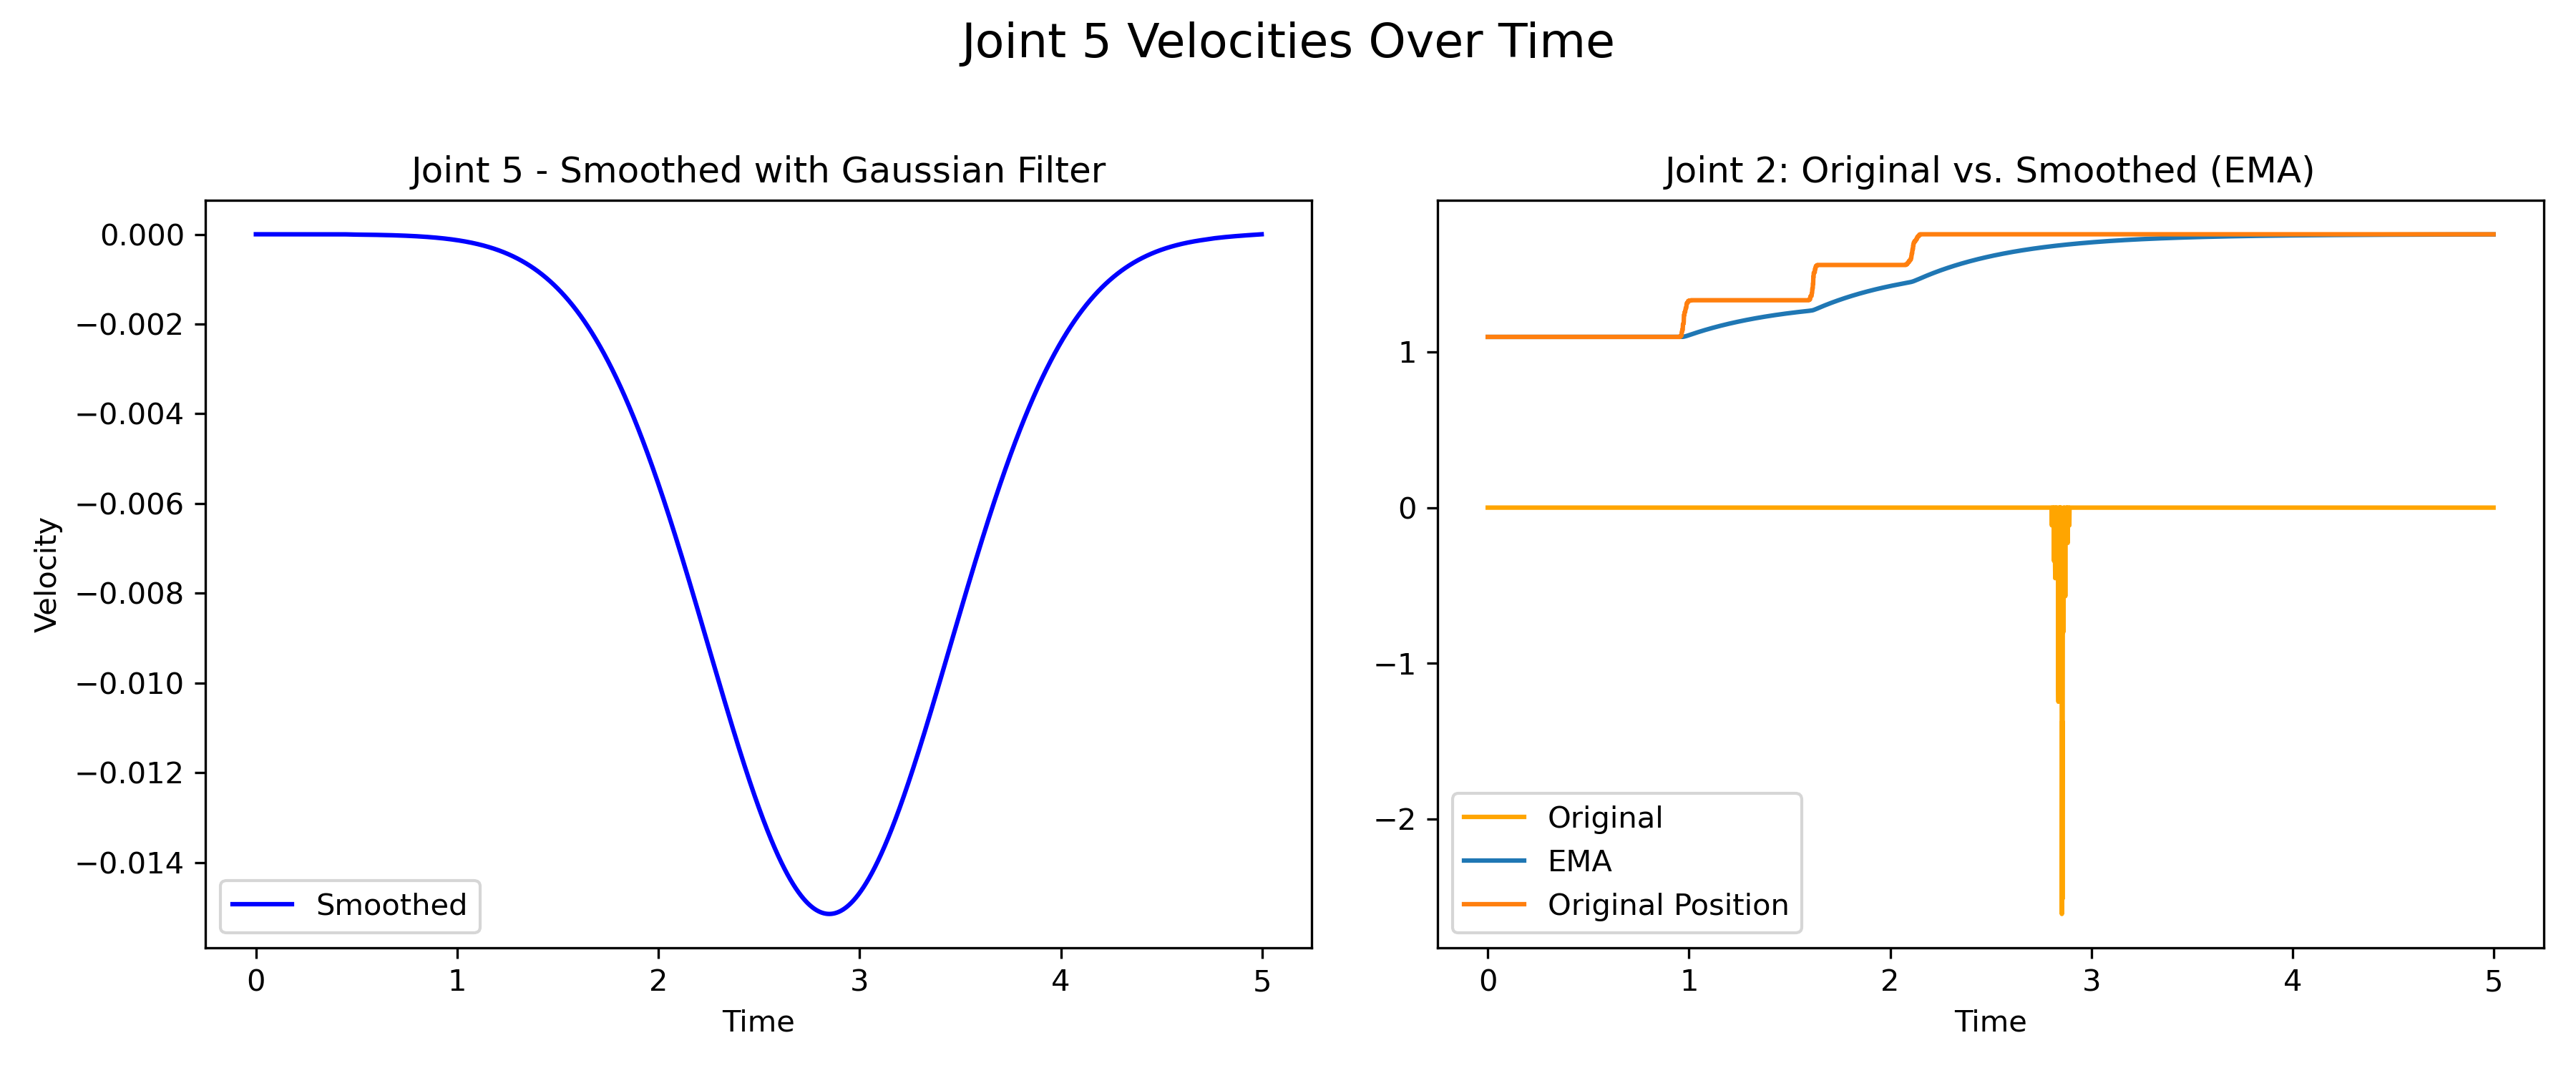 Joint 5 Velocities Over Time
Joint 5 - Smoothed with Gaussian Filter
Velocity
0.000
−0.002
−0.004
−0.006
−0.008
−0.010
−0.012
−0.014
Smoothed
0 1 2 3 4 5
Time
Joint 2: Original vs. Smoothed (EMA)
1
0
−1
−2
Original
EMA
Original Position
0 1 2 3 4 5
Time